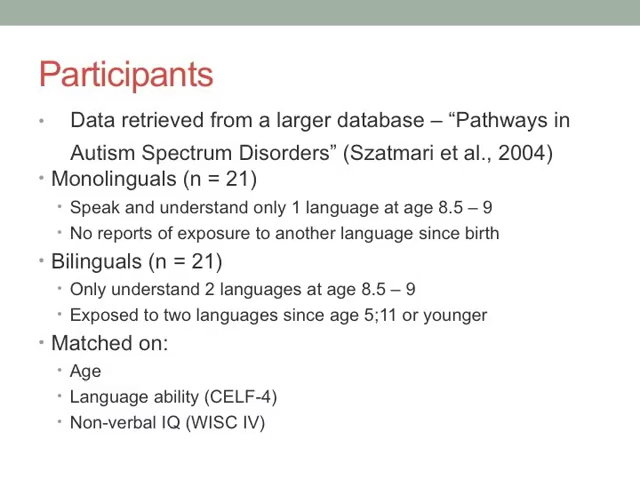 Participants
• Data retrieved from a larger database – “Pathways in
Autism Spectrum Disorders” (Szatmari et al., 2004)
• Monolinguals (n = 21)
• Speak and understand only 1 language at age 8.5 – 9
• No reports of exposure to another language since birth
• Bilinguals (n = 21)
• Only understand 2 languages at age 8.5 – 9
• Exposed to two languages since age 5;11 or younger
• Matched on:
• Age
• Language ability (CELF-4)
• Non-verbal IQ (WISC IV)